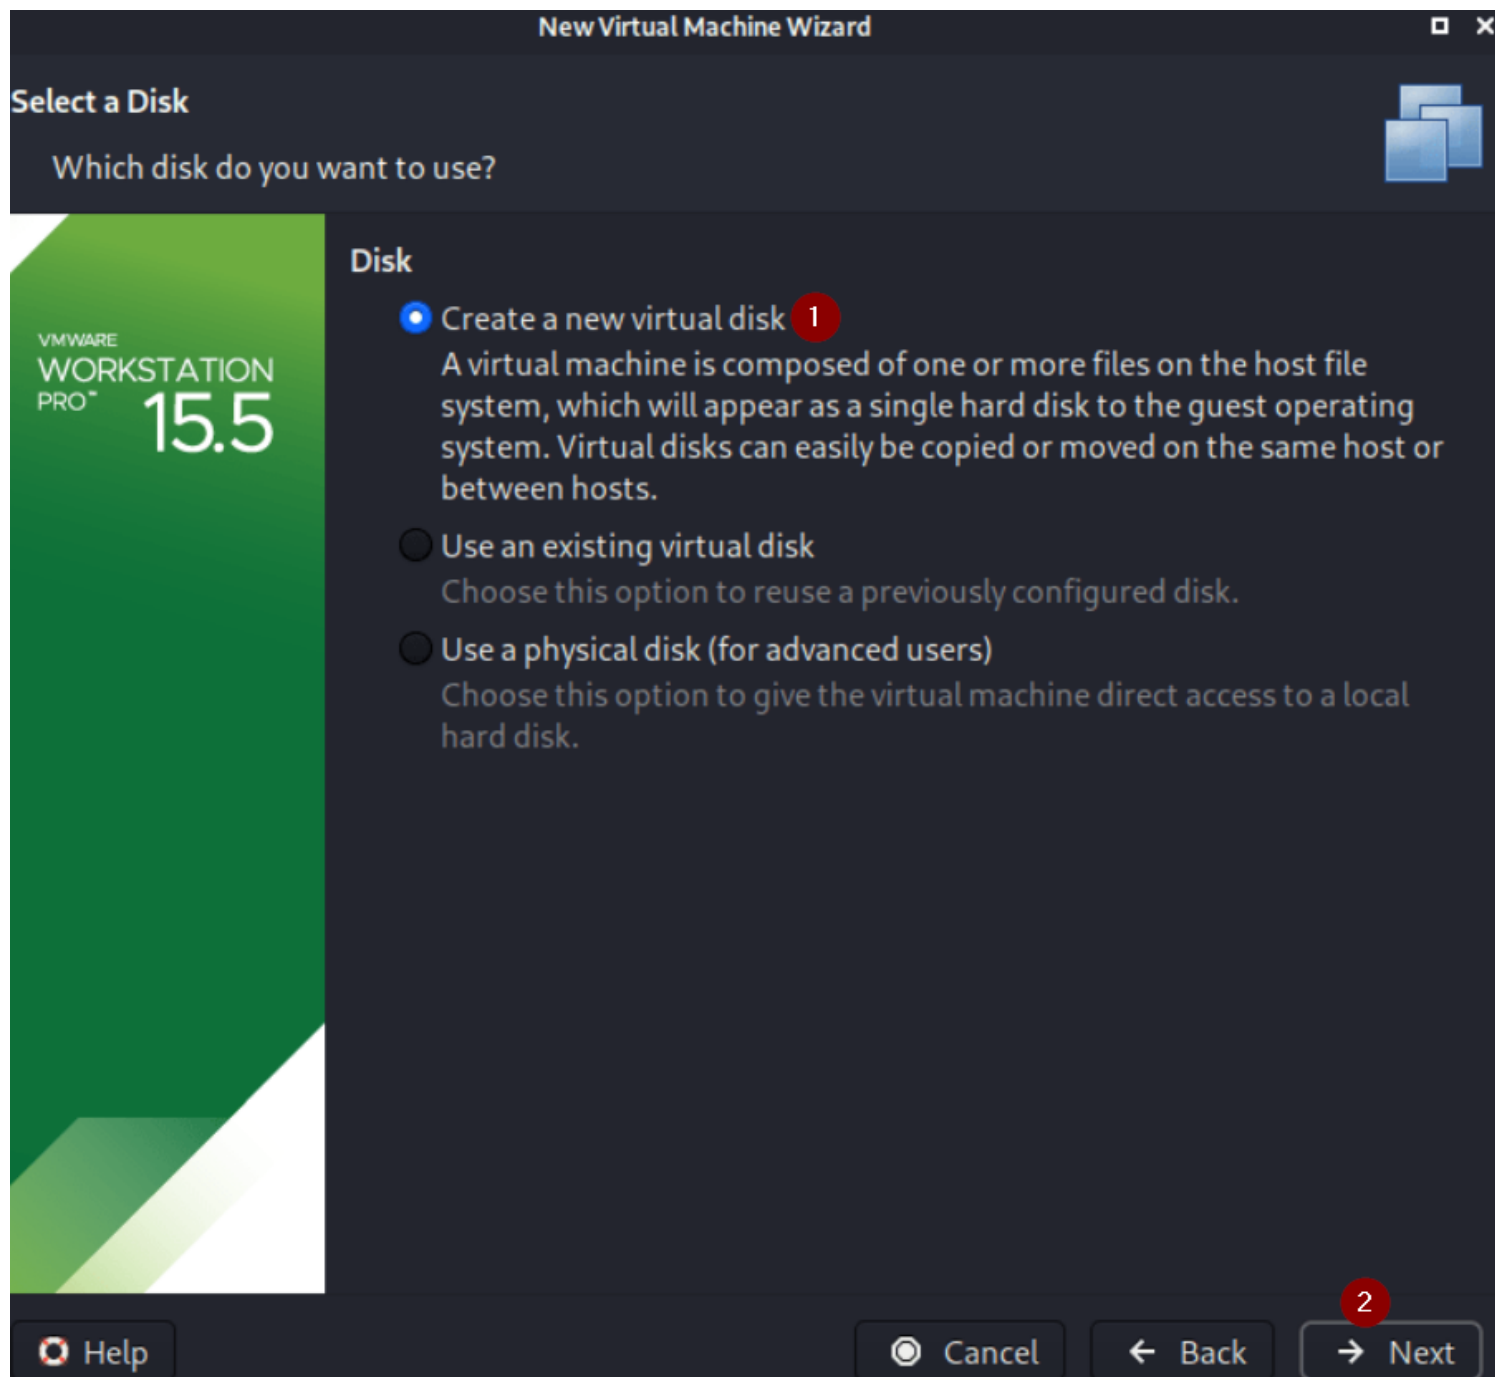 New Virtual Machine Wizard
Select a Disk
Which disk do you want to use?
VMWARE
WORKSTATION
PRO™
15.5
Disk
Create a new virtual disk 1
A virtual machine is composed of one or more files on the host file
system, which will appear as a single hard disk to the guest operating
system. Virtual disks can easily be copied or moved on the same host or
between hosts.
Use an existing virtual disk
Choose this option to reuse a previously configured disk.
Use a physical disk (for advanced users)
Choose this option to give the virtual machine direct access to a local
hard disk.
2
Help Cancel Back Next